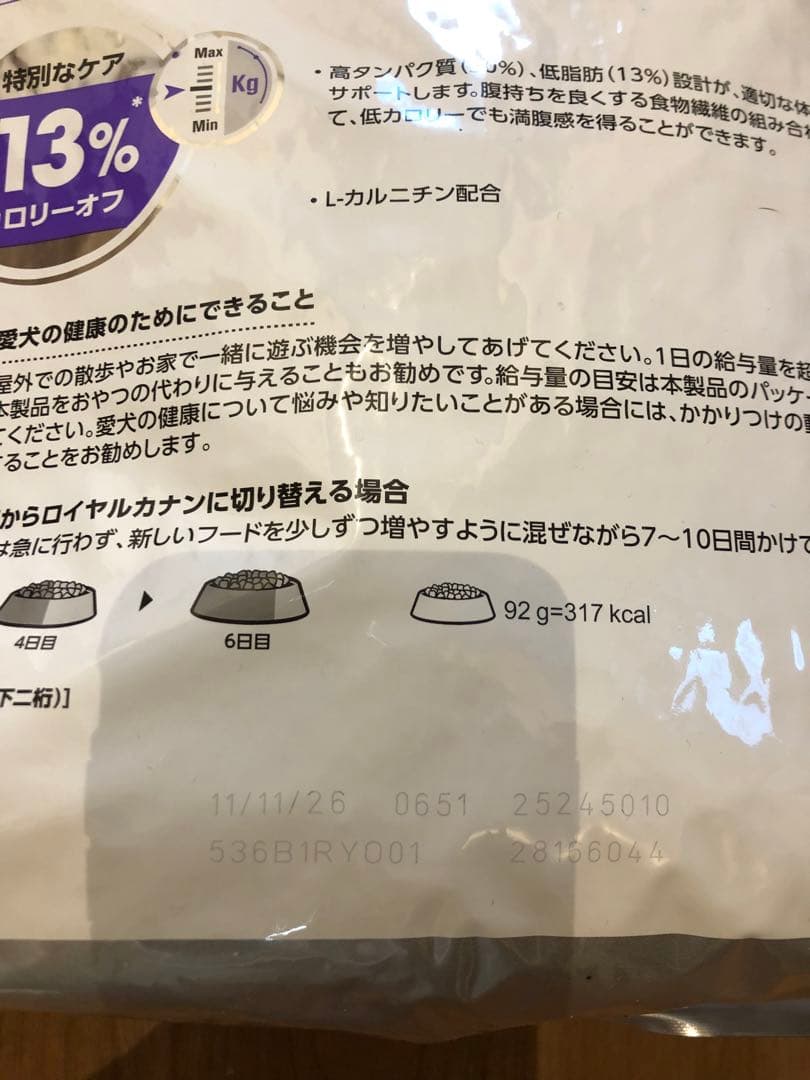 特別なケア
Max
Kg
Min
13%*
ロリーオフ
・高タンパク質( 0%)、低脂肪(13%)設計が、適切な体
サポートします。腹持ちを良くする食物繊維の組み合
て、低カロリーでも満腹感を得ることができます。
・L-カルニチン配合
愛犬の健康のためにできること
屋外での散歩やお家で一緒に遊ぶ機会を増やしてあげてください。1日の給与量を超
本製品をおやつの代わりに与えることもお勧めです。給与量の目安は本製品のパッケー
てください。愛犬の健康について悩みや知りたいことがある場合には、かかりつけの動
することをお勧めします。
からロイヤルカナンに切り替える場合
は急に行わず、新しいフードを少しずつ増やすように混ぜながら7～10日間かけて
4日目
6日目
92 g=317 kcal
下二桁)]
11/11/26 0651 25245010
536B1RY001 28156044